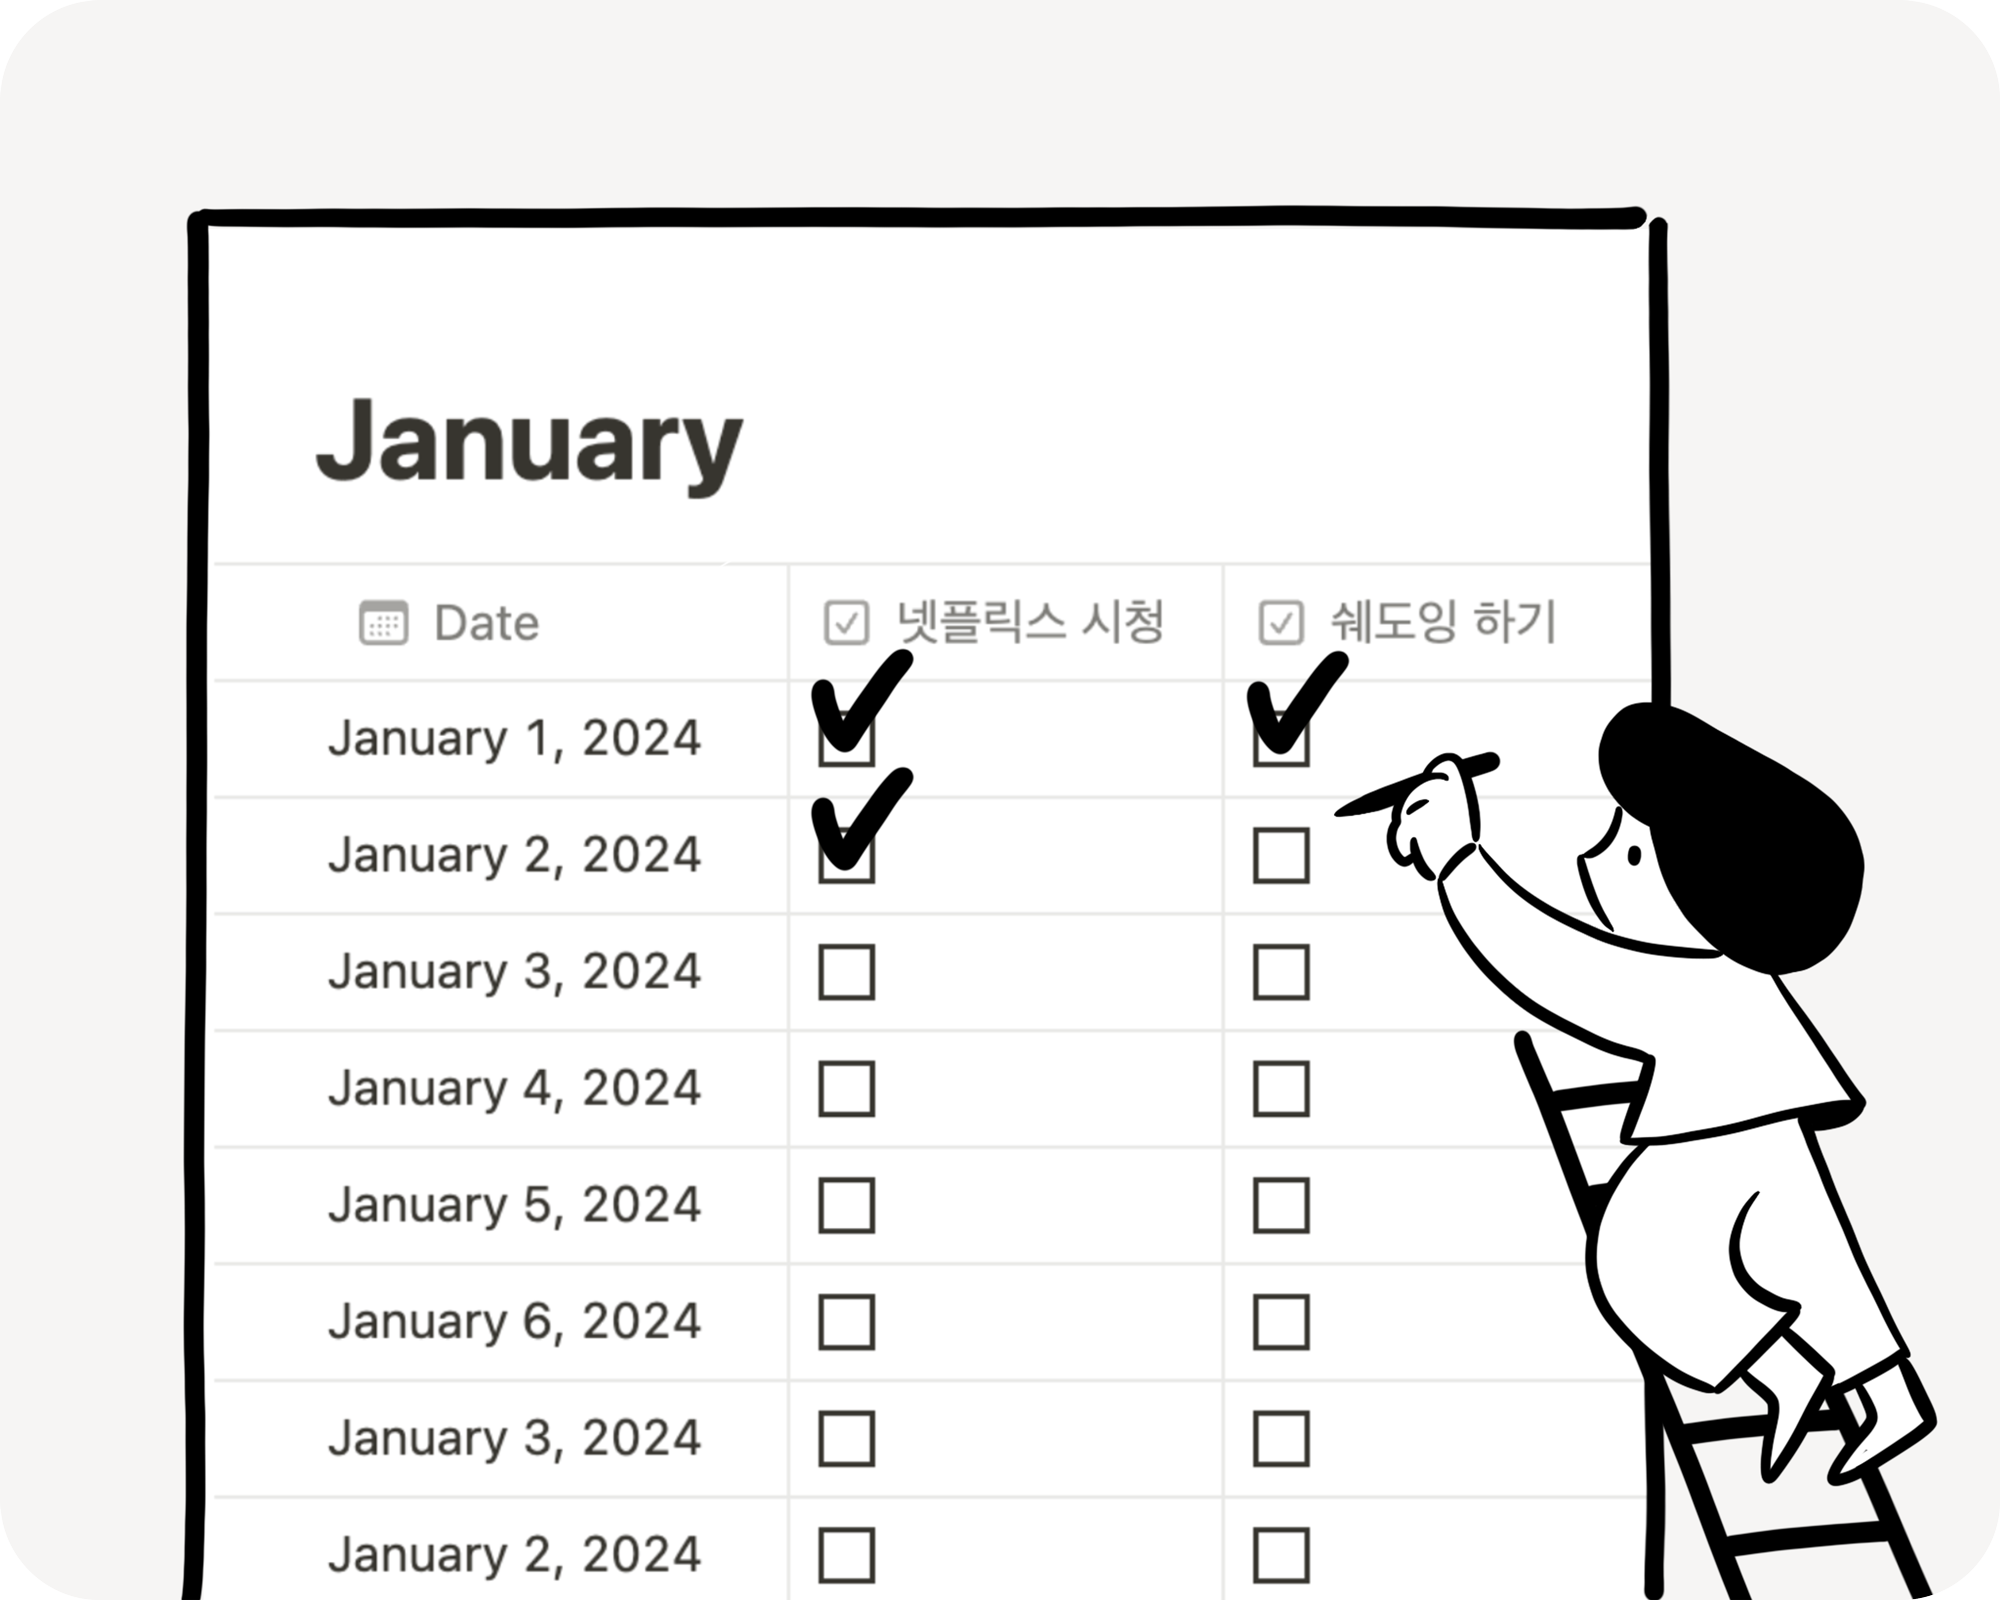 January
Date 넷플릭스 시청 쉐도잉 하기
January 1, 2024
January 2, 2024
January 3, 2024
January 4, 2024
January 5, 2024
January 6, 2024
January 3, 2024
January 2, 2024